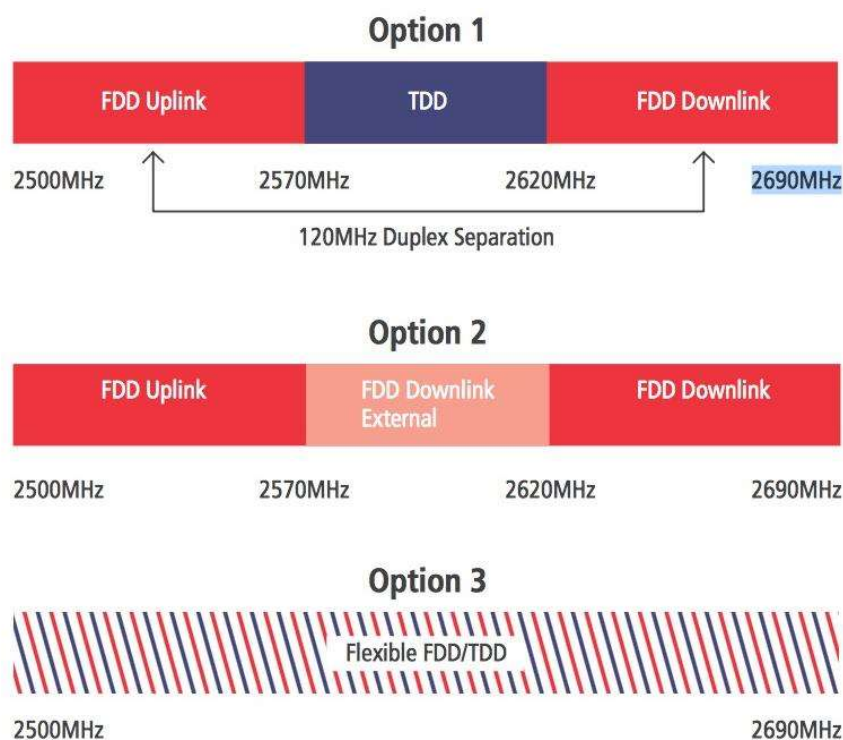 Option 1
FDD Uplink TDD FDD Downlink
2500MHz 2570MHz 2620MHz 2690MHz
120MHz Duplex Separation
Option 2
FDD Uplink FDD Downlink External FDD Downlink
2500MHz 2570MHz 2620MHz 2690MHz
Option 3
Flexible FDD/TDD
2500MHz 2690MHz